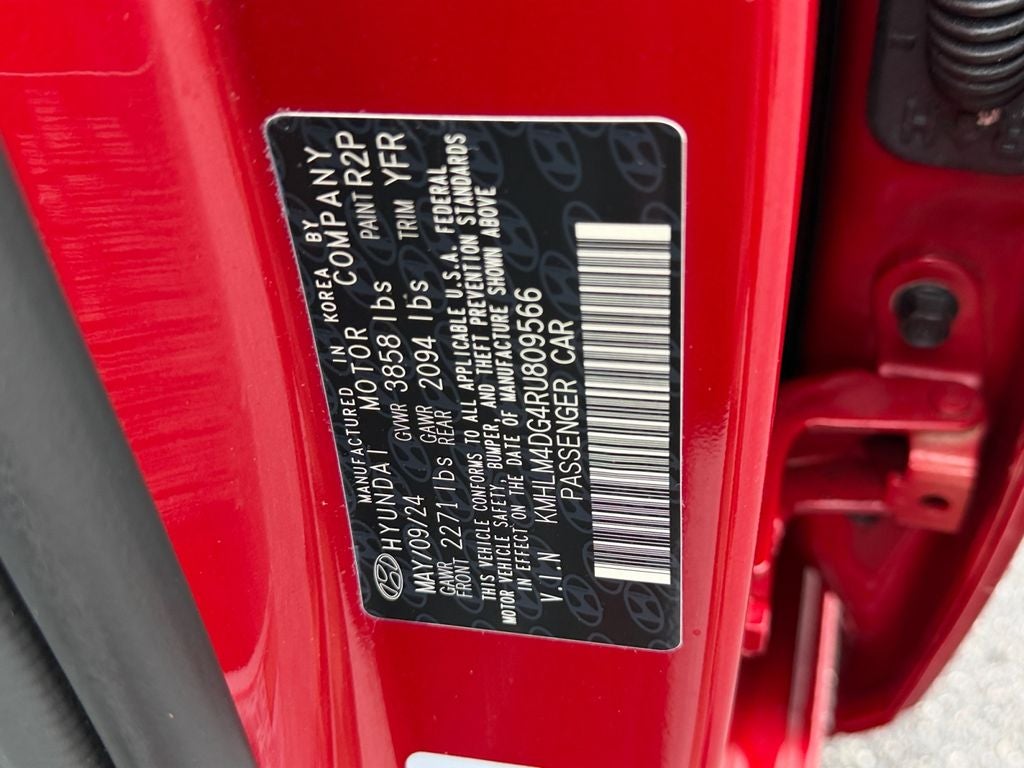 MANUFACTURED IN KOREA BY
HYUNDAI MOTOR COMPANY
MAY/09/24 GVWR 3858 lbs PAINT R2P
GAWR FRONT 2271 lbs GAWR REAR 2094 lbs TRIM YFR
THIS VEHICLE CONFORMS TO ALL APPLICABLE U.S.A. FEDERAL
MOTOR VEHICLE SAFETY, BUMPER, AND THEFT PREVENTION STANDARDS
IN EFFECT ON THE DATE OF MANUFACTURE SHOWN ABOVE
V.I.N KMHLM4DG4RU809566
PASSENGER CAR